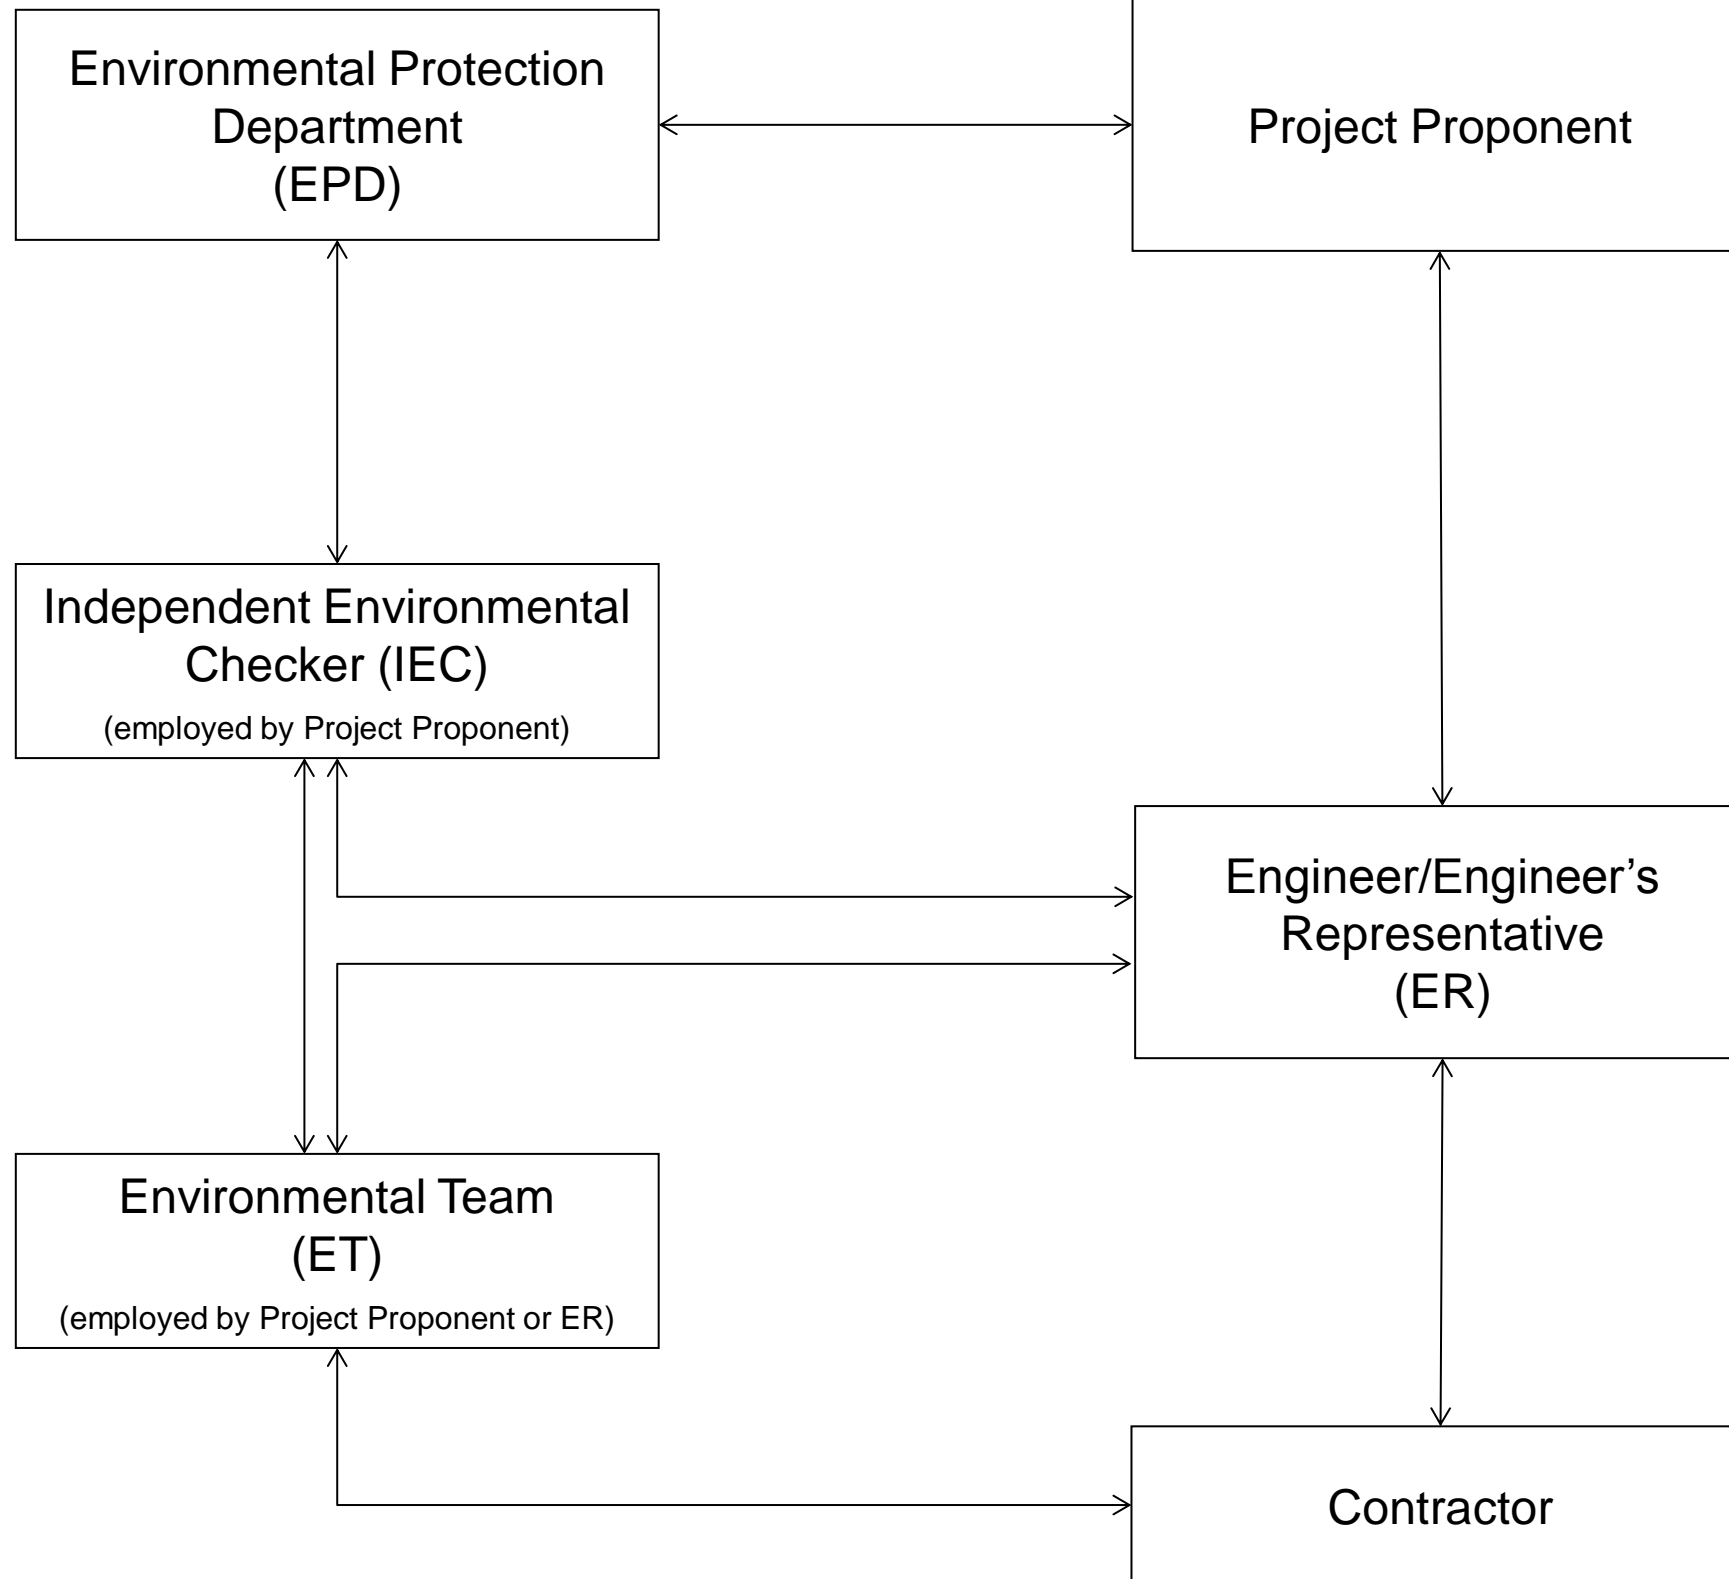 Environmental Protection
Department
(EPD)
Project Proponent
Independent Environmental
Checker (IEC)
(employed by Project Proponent)
Engineer/Engineer’s
Representative
(ER)
Environmental Team
(ET)
(employed by Project Proponent or ER)
Contractor